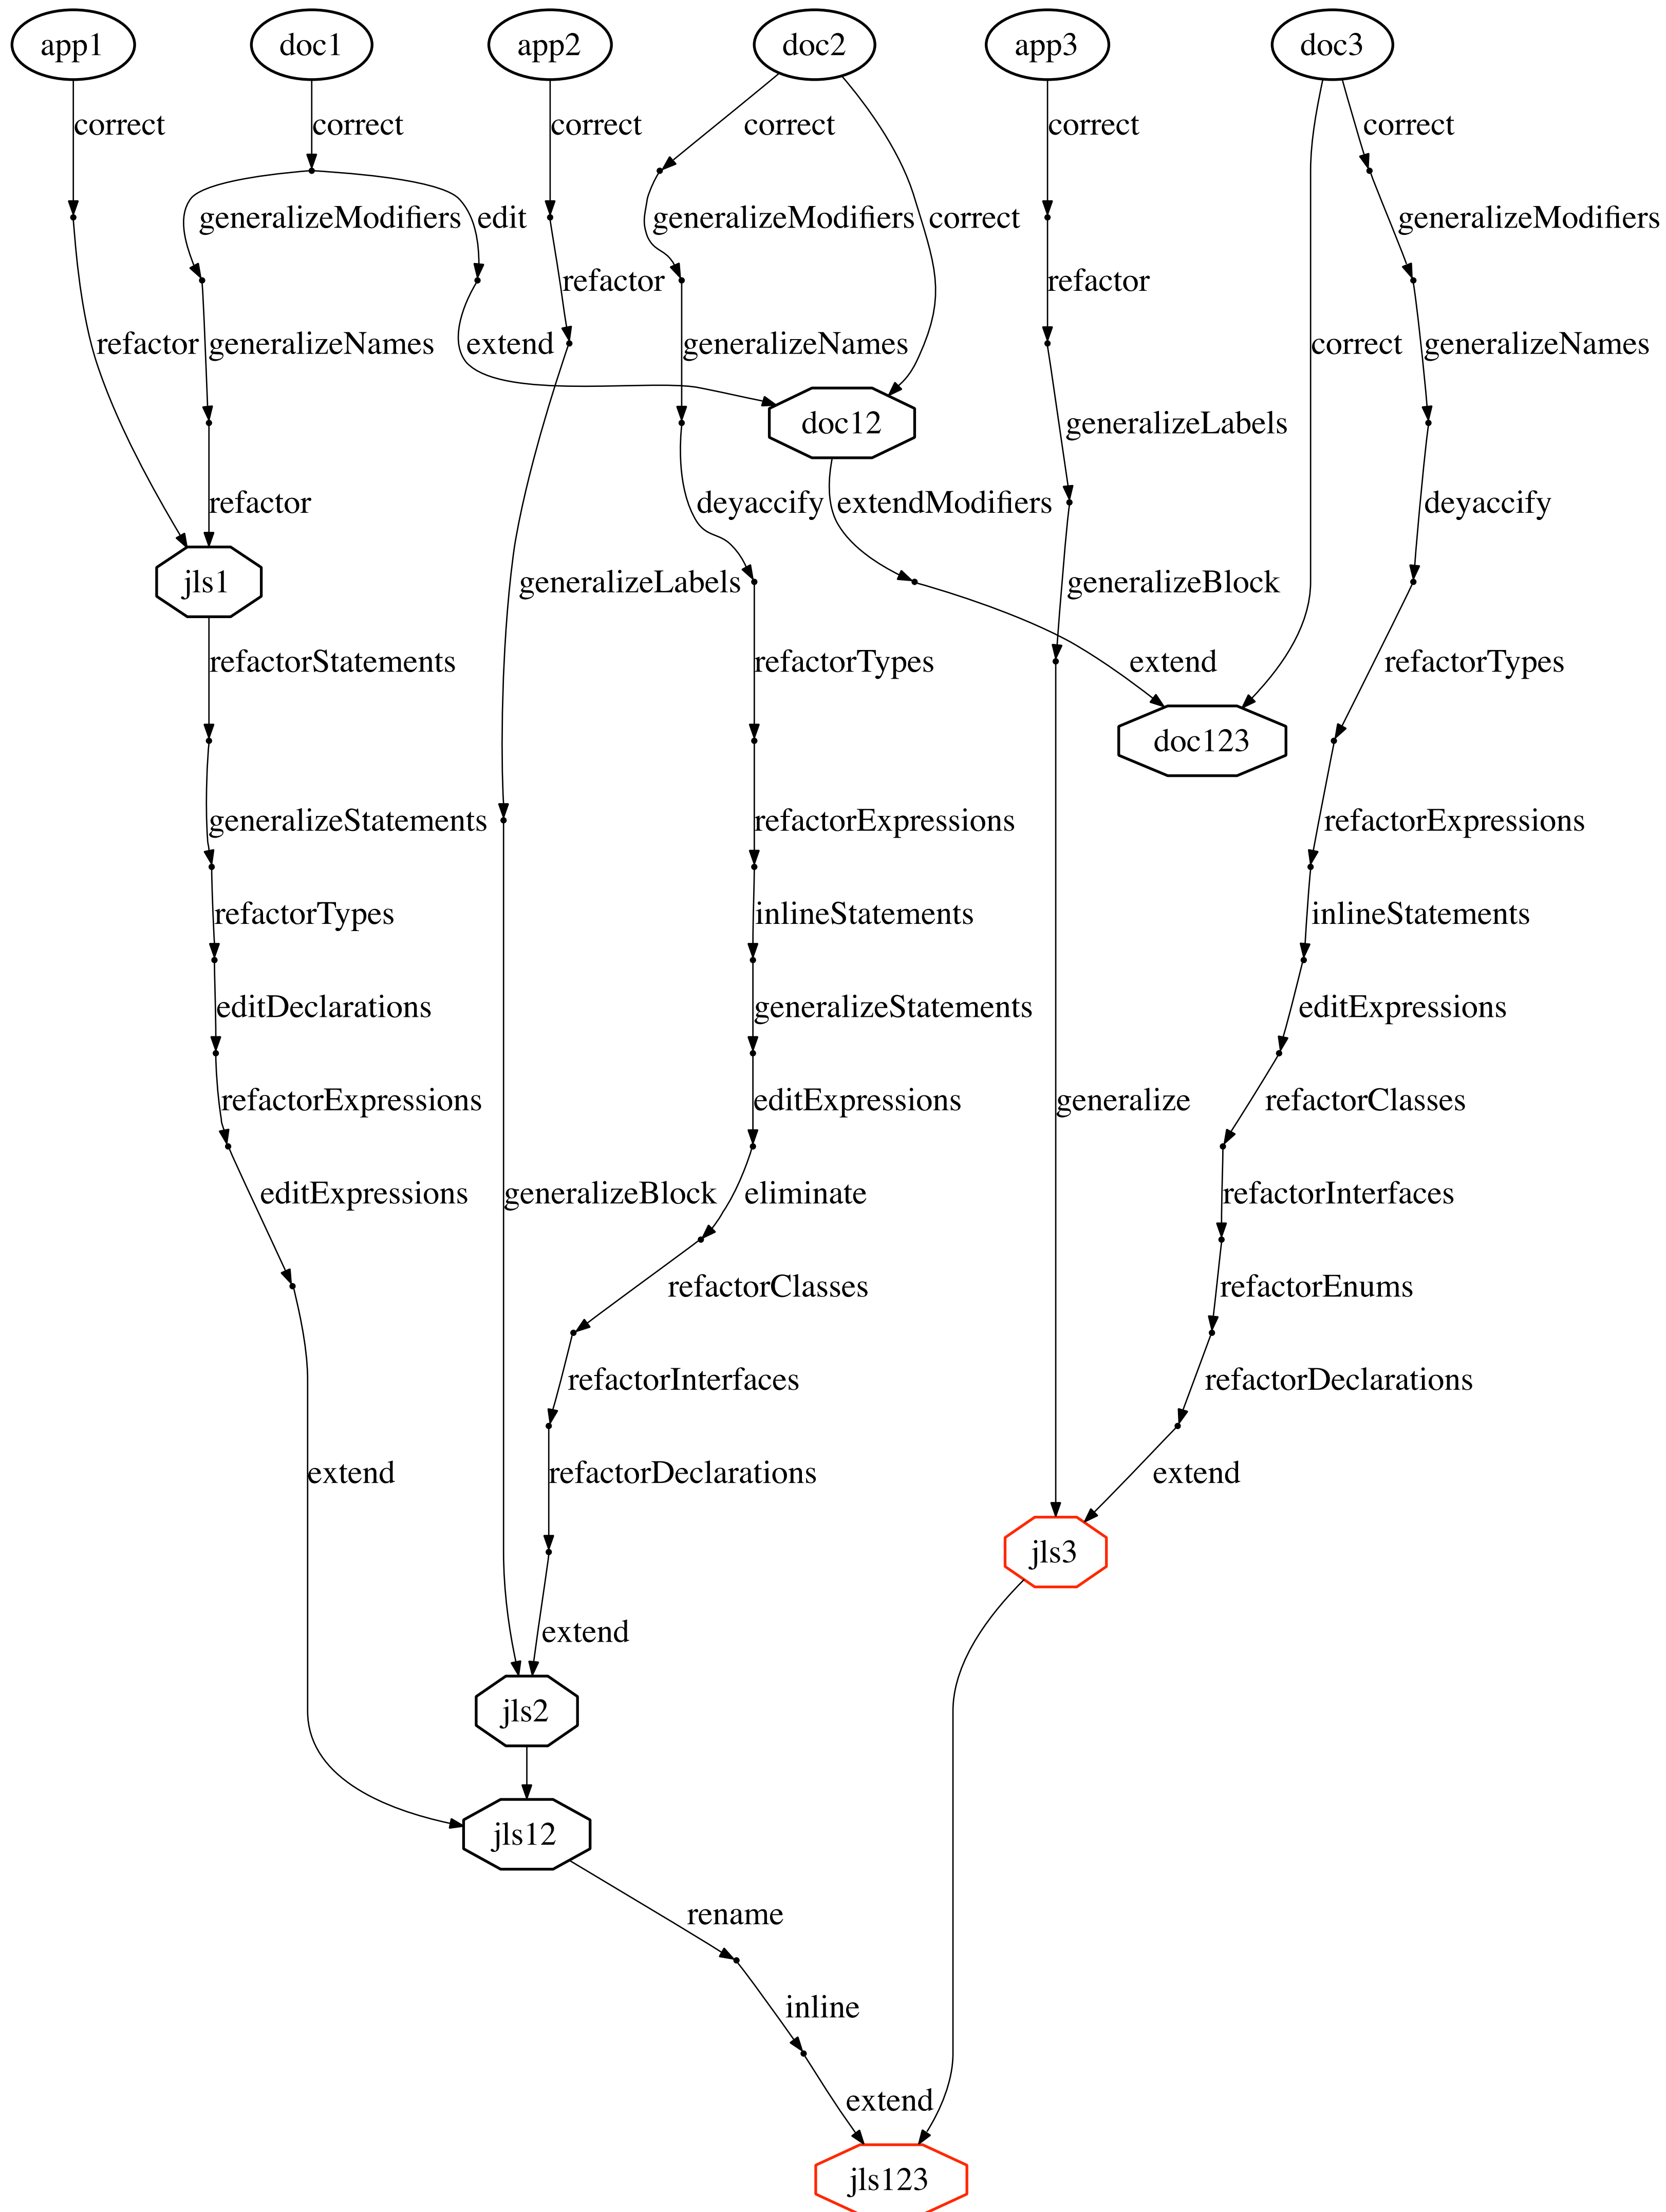 app1 doc1 app2 doc2 app3 doc3
correct correct correct correct correct correct
generalizeModifiers edit generalizeModifiers correct generalizeModifiers
refactor refactor
refactor generalizeNames extend generalizeNames correct generalizeNames
doc12 generalizeLabels
refactor deyaccify extendModifiers deyaccify
jls1 generalizeLabels generalizeBlock
refactorStatements refactorTypes extend refactorTypes
doc123
generalizeStatements refactorExpressions refactorExpressions
refactorTypes inlineStatements inlineStatements
editDeclarations generalizeStatements editExpressions
refactorExpressions editExpressions generalize refactorClasses
editExpressions generalizeBlock eliminate refactorInterfaces
refactorClasses refactorEnums
refactorInterfaces refactorDeclarations
extend refactorDeclarations extend
jls3
extend
jls2
jls12
rename
inline
extend
jls123